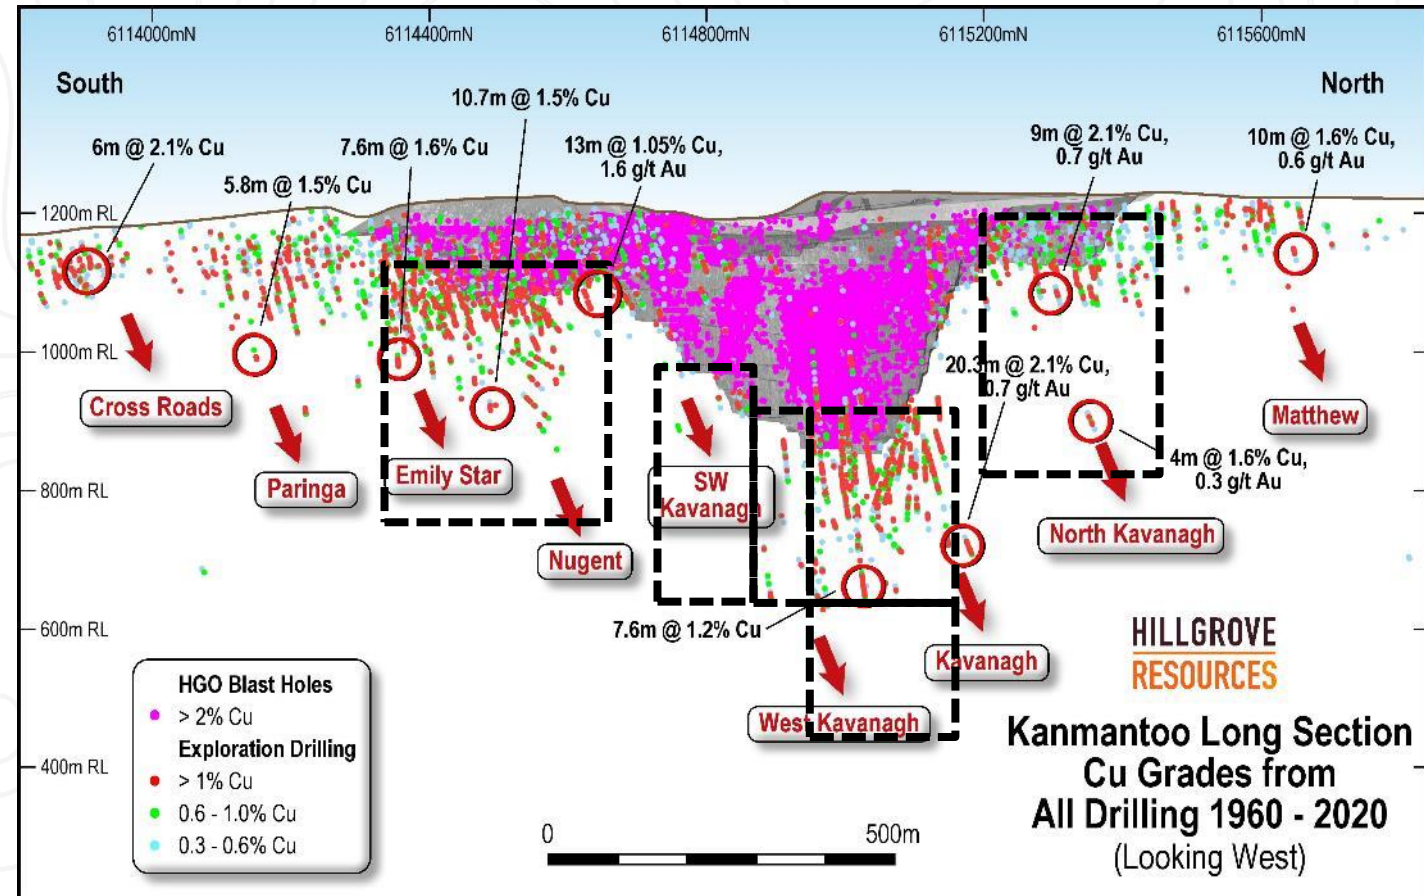 6114000mN
6114400mN
6114800mN
6115200mN
6115600mN
South
North
10.7m @ 1.5% Cu
6m @ 2.1% Cu
7.6m @ 1.6% Cu
13m @ 1.05% Cu,
1.6 g/t Au
9m @ 2.1% Cu,
0.7 g/t Au
10m @ 1.6% Cu,
0.6 g/t Au
5.8m @ 1.5% Cu
1200m RL
1000m RL
20.3m @ 2.1% Cu,
0.7 g/t Au
Cross Roads
Matthew
Paringa
Emily Star
SW
Kavanagh
4m @ 1.6% Cu,
0.3 g/t Au
800m RL
Nugent
North Kavanagh
600m RL
7.6m @ 1.2% Cu
Kavanagh
West Kavanagh
HILLGROVE
RESOURCES
HGO Blast Holes
> 2% Cu
Exploration Drilling
> 1% Cu
0.6 - 1.0% Cu
0.3 - 0.6% Cu
400m RL
0
500m
Kanmantoo Long Section
Cu Grades from
All Drilling 1960 - 2020
(Looking West)